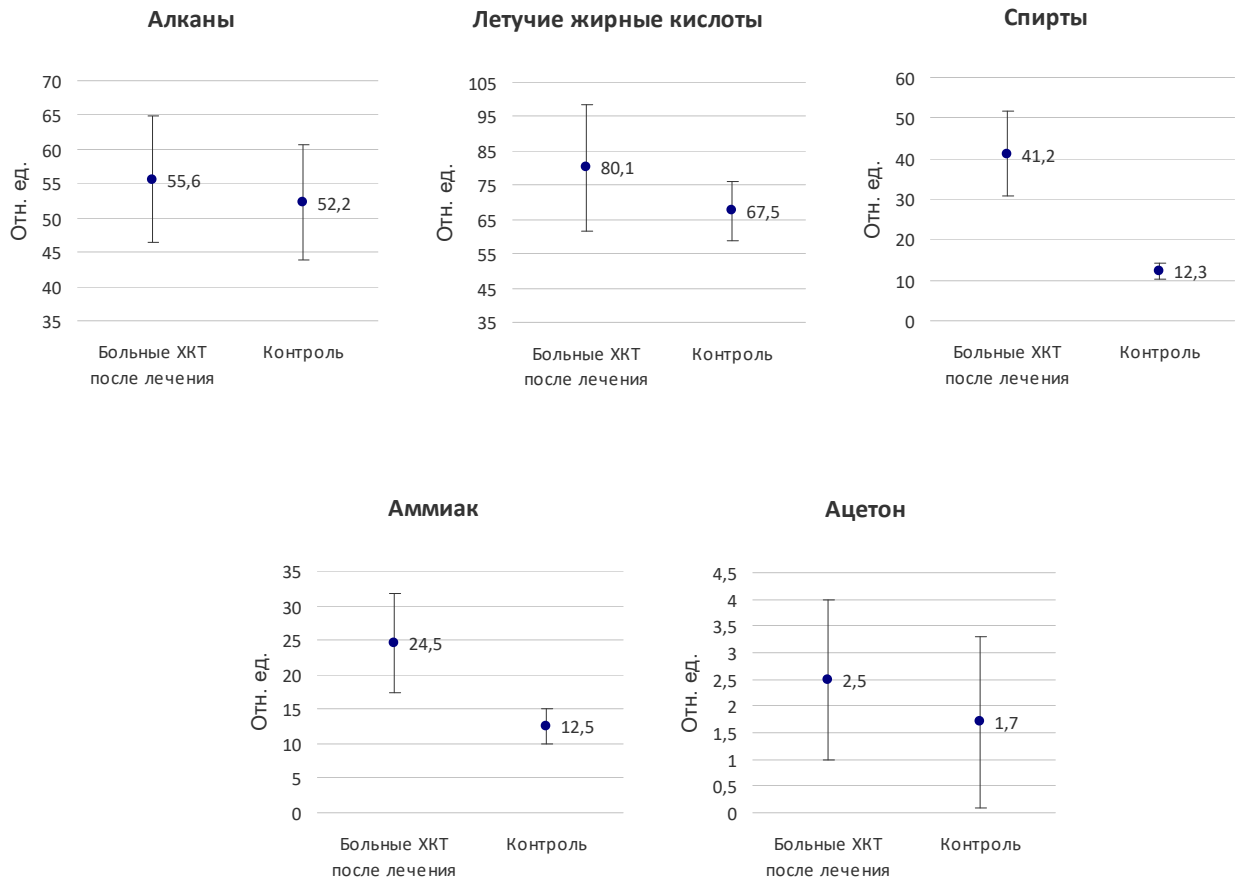 Алканы
Отн. ед.
70
65
60
55
50
45
40
35
55,6
52,2
Больные ХКТ
после лечения
Контроль
Летучие жирные кислоты
Отн. ед.
105
95
85
75
65
55
45
35
80,1
67,5
Больные ХКТ
после лечения
Контроль
Спирты
Отн. ед.
60
50
40
30
20
10
0
41,2
12,3
Больные ХКТ
после лечения
Контроль
Аммиак
Отн. ед.
35
30
25
20
15
10
5
0
24,5
12,5
Больные ХКТ
после лечения
Контроль
Ацетон
Отн. ед.
4,5
4
3,5
3
2,5
2
1,5
1
0,5
0
2,5
1,7
Больные ХКТ
после лечения
Контроль